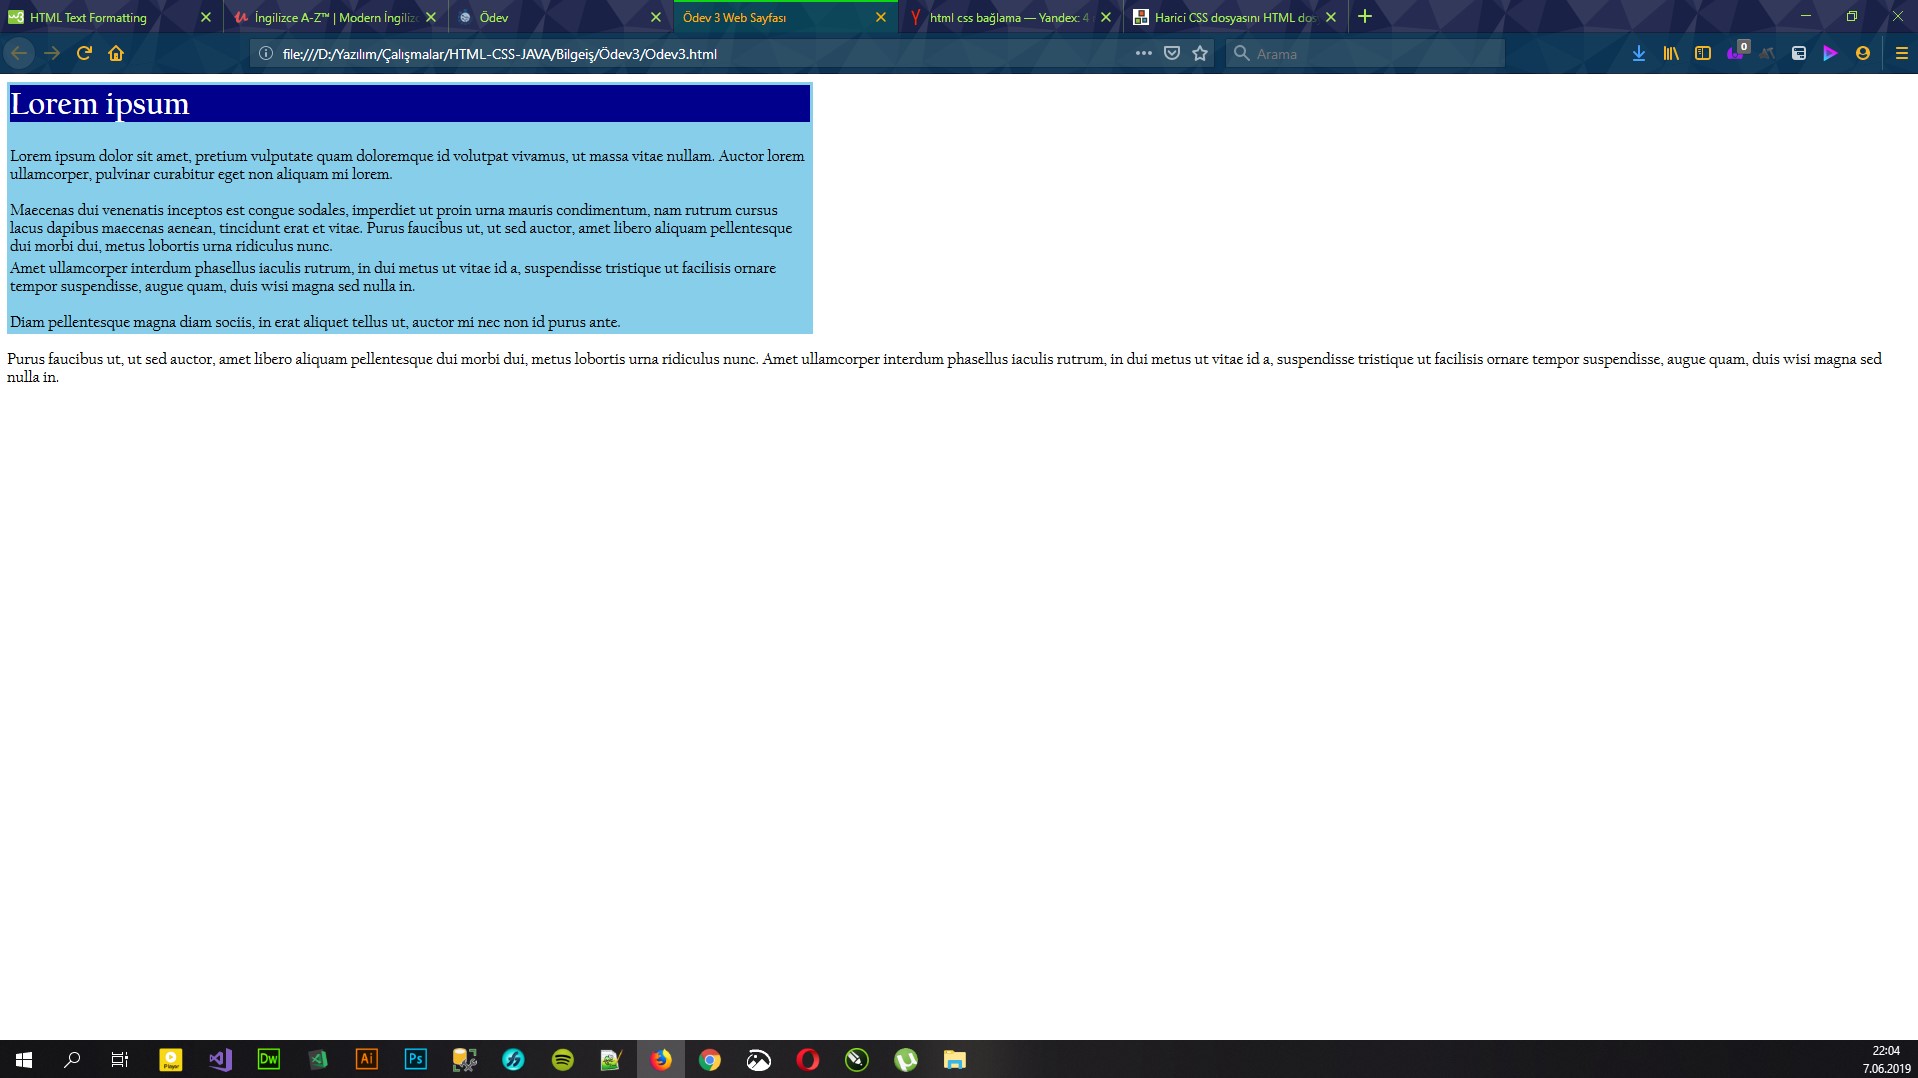 HTML Text Formatting
İngilizce A-Z™ | Modern İngiliz
Ödev
Ödev 3 Web Sayfası
html css bağlama — Yandex: 4
Harici CSS dosyasını HTML dos
file:///D:/Yazılım/Çalışmalar/HTML-CSS-JAVA/Bilgeiş/Ödev3/Odev3.html
Arama
0
Lorem ipsum
Lorem ipsum dolor sit amet, pretium vulputate quam doloremque id volutpat vivamus, ut massa vitae nullam. Auctor lorem
ullamcorper, pulvinar curabitur eget non aliquam mi lorem.
Maecenas dui venenatis inceptos est congue sodales, imperdiet ut proin urna mauris condimentum, nam rutrum cursus
lacus dapibus maecenas aenean, tincidunt erat et vitae. Purus faucibus ut, ut sed auctor, amet libero aliquam pellentesque
dui morbi dui, metus lobortis urna ridiculus nunc.
Amet ullamcorper interdum phasellus iaculis rutrum, in dui metus ut vitae id a, suspendisse tristique ut facilisis ornare
tempor suspendisse, augue quam, duis wisi magna sed nulla in.
Diam pellentesque magna diam sociis, in erat aliquet tellus ut, auctor mi nec non id purus ante.
Purus faucibus ut, ut sed auctor, amet libero aliquam pellentesque dui morbi dui, metus lobortis urna ridiculus nunc. Amet ullamcorper interdum phasellus iaculis rutrum, in dui metus ut vitae id a, suspendisse tristique ut facilisis ornare tempor suspendisse, augue quam, duis wisi magna sed
nulla in.
Player
Dw
Ai
Ps
22:04
7.06.2019